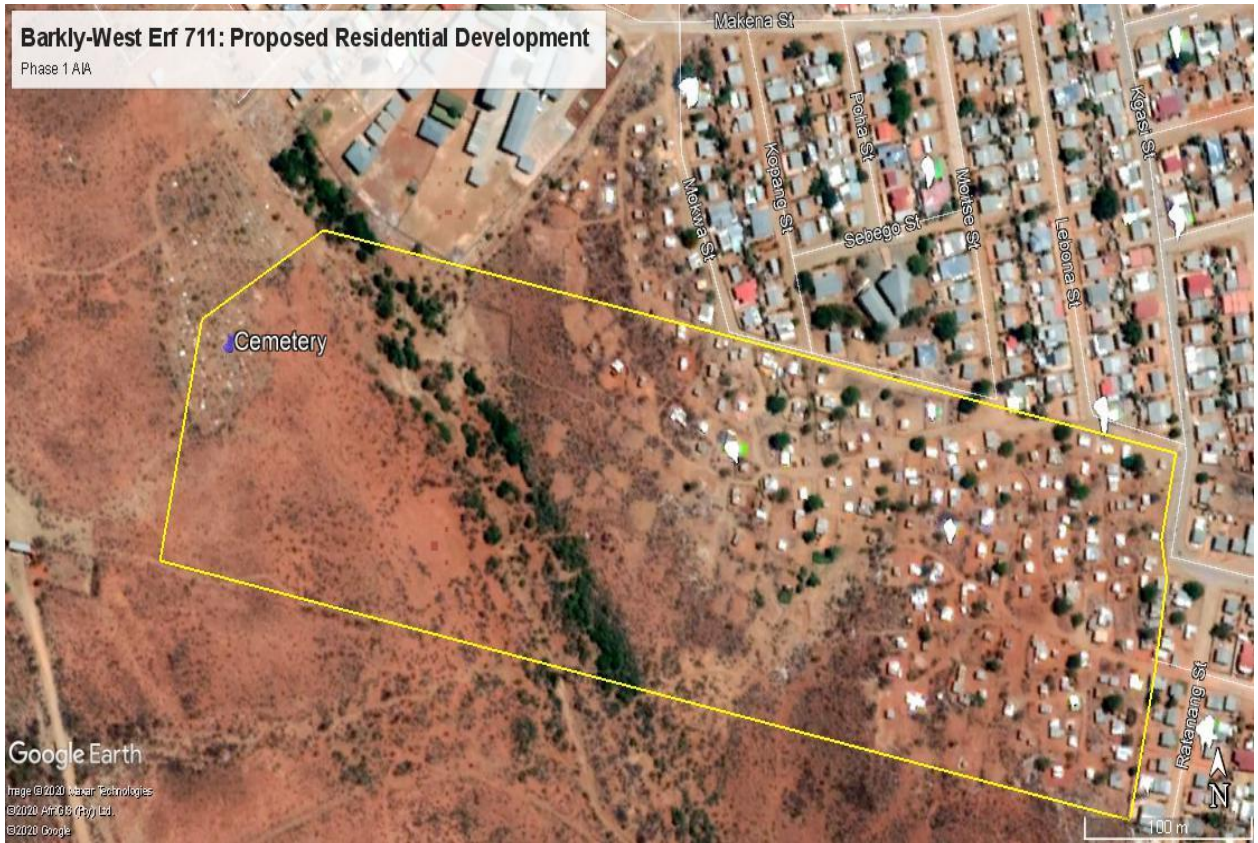 Barkly-West Erf 711: Proposed Residential Development
Phase 1 AIA
Makena St
Kgasi St
Poha St
Kopang St
Mokwa St
Moitse St
Sebego St
Lebona St
Cemetery
Ratanang St
Google Earth
Image © 2020 Maxar Technologies
© 2020 AfriGIS (Pty) Ltd.
© 2020 Google
N
100 m